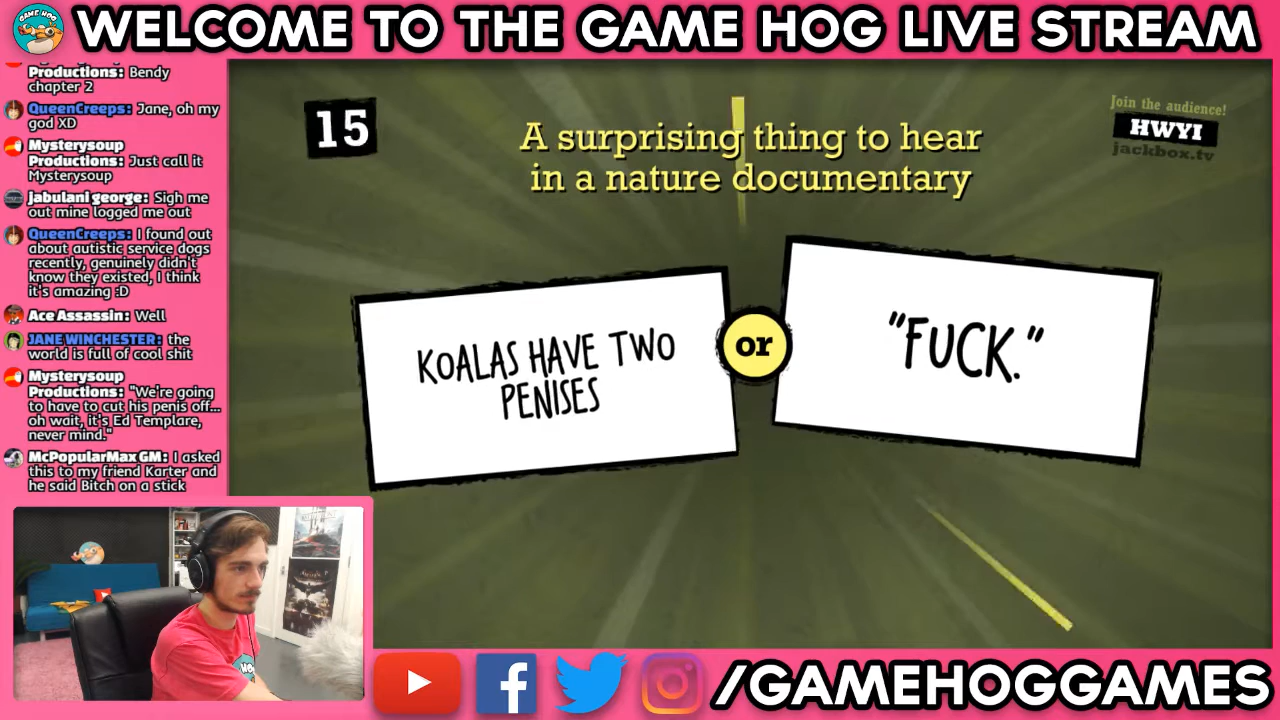 WELCOME TO THE GAME HOG LIVE STREAM
Productions: Bendy
chapter 2
QueenCreeps: Jane, oh my
god XD
Mysterysoup
Productions: Just call it
Mysterysoup
jabulani george: Sigh me
out mine logged me out
QueenCreeps: I found out
about autistic service dogs
recently, genuinely didn't
know they existed, I think
it's amazing :D
Ace Assassin: Well
JANE WINCHESTER: the
world is full of cool shit
Mysterysoup
Productions: "We're going
to have to cut his penis off...
oh wait, it's Ed Templare,
never mind."
McPopularMax GM: I asked
this to my friend Karter and
he said Bitch on a stick
15
A surprising thing to hear
in a nature documentary
Join the audience!
HWYI
jackbox.tv
KOALAS HAVE TWO
PENISES
or
"FUCK."
/GAMEHOGGAMES